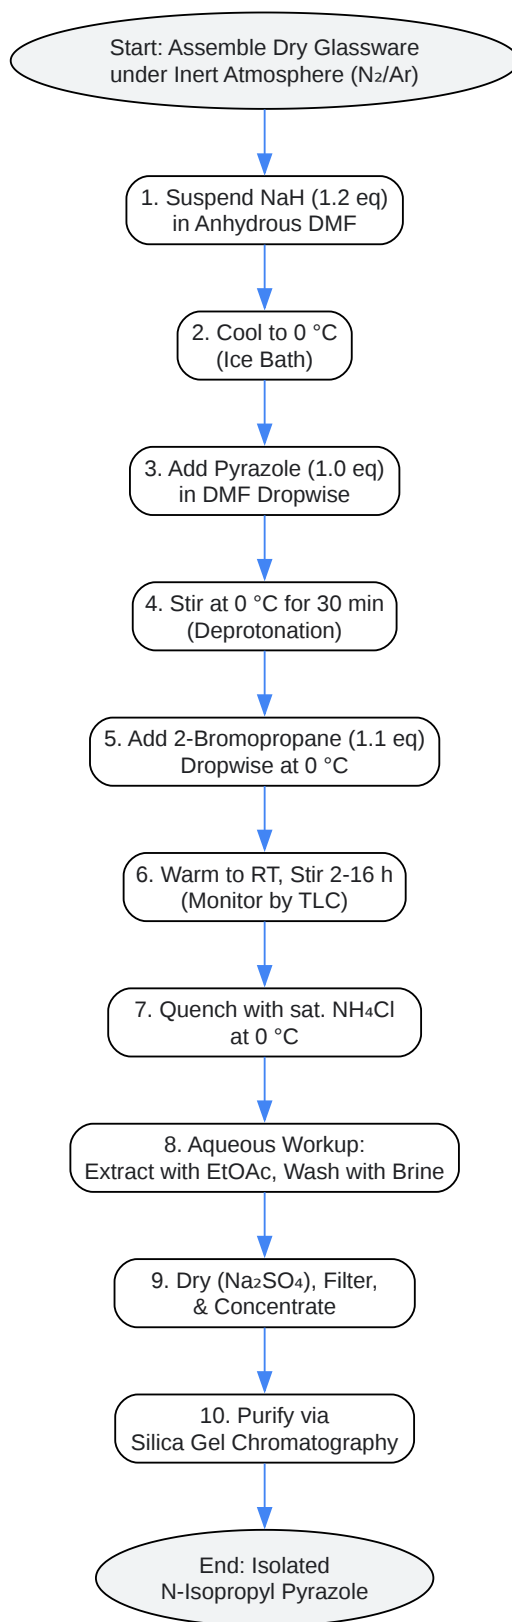 Start: Assemble Dry Glassware
under Inert Atmosphere (N₂/Ar)
1. Suspend NaH (1.2 eq)
in Anhydrous DMF
2. Cool to 0 °C
(Ice Bath)
3. Add Pyrazole (1.0 eq)
in DMF Dropwise
4. Stir at 0 °C for 30 min
(Deprotonation)
5. Add 2-Bromopropane (1.1 eq)
Dropwise at 0 °C
6. Warm to RT, Stir 2-16 h
(Monitor by TLC)
7. Quench with sat. NH₄Cl
at 0 °C
8. Aqueous Workup:
Extract with EtOAc, Wash with Brine
9. Dry (Na₂SO₄), Filter,
& Concentrate
10. Purify via
Silica Gel Chromatography
End: Isolated
N-Isopropyl Pyrazole